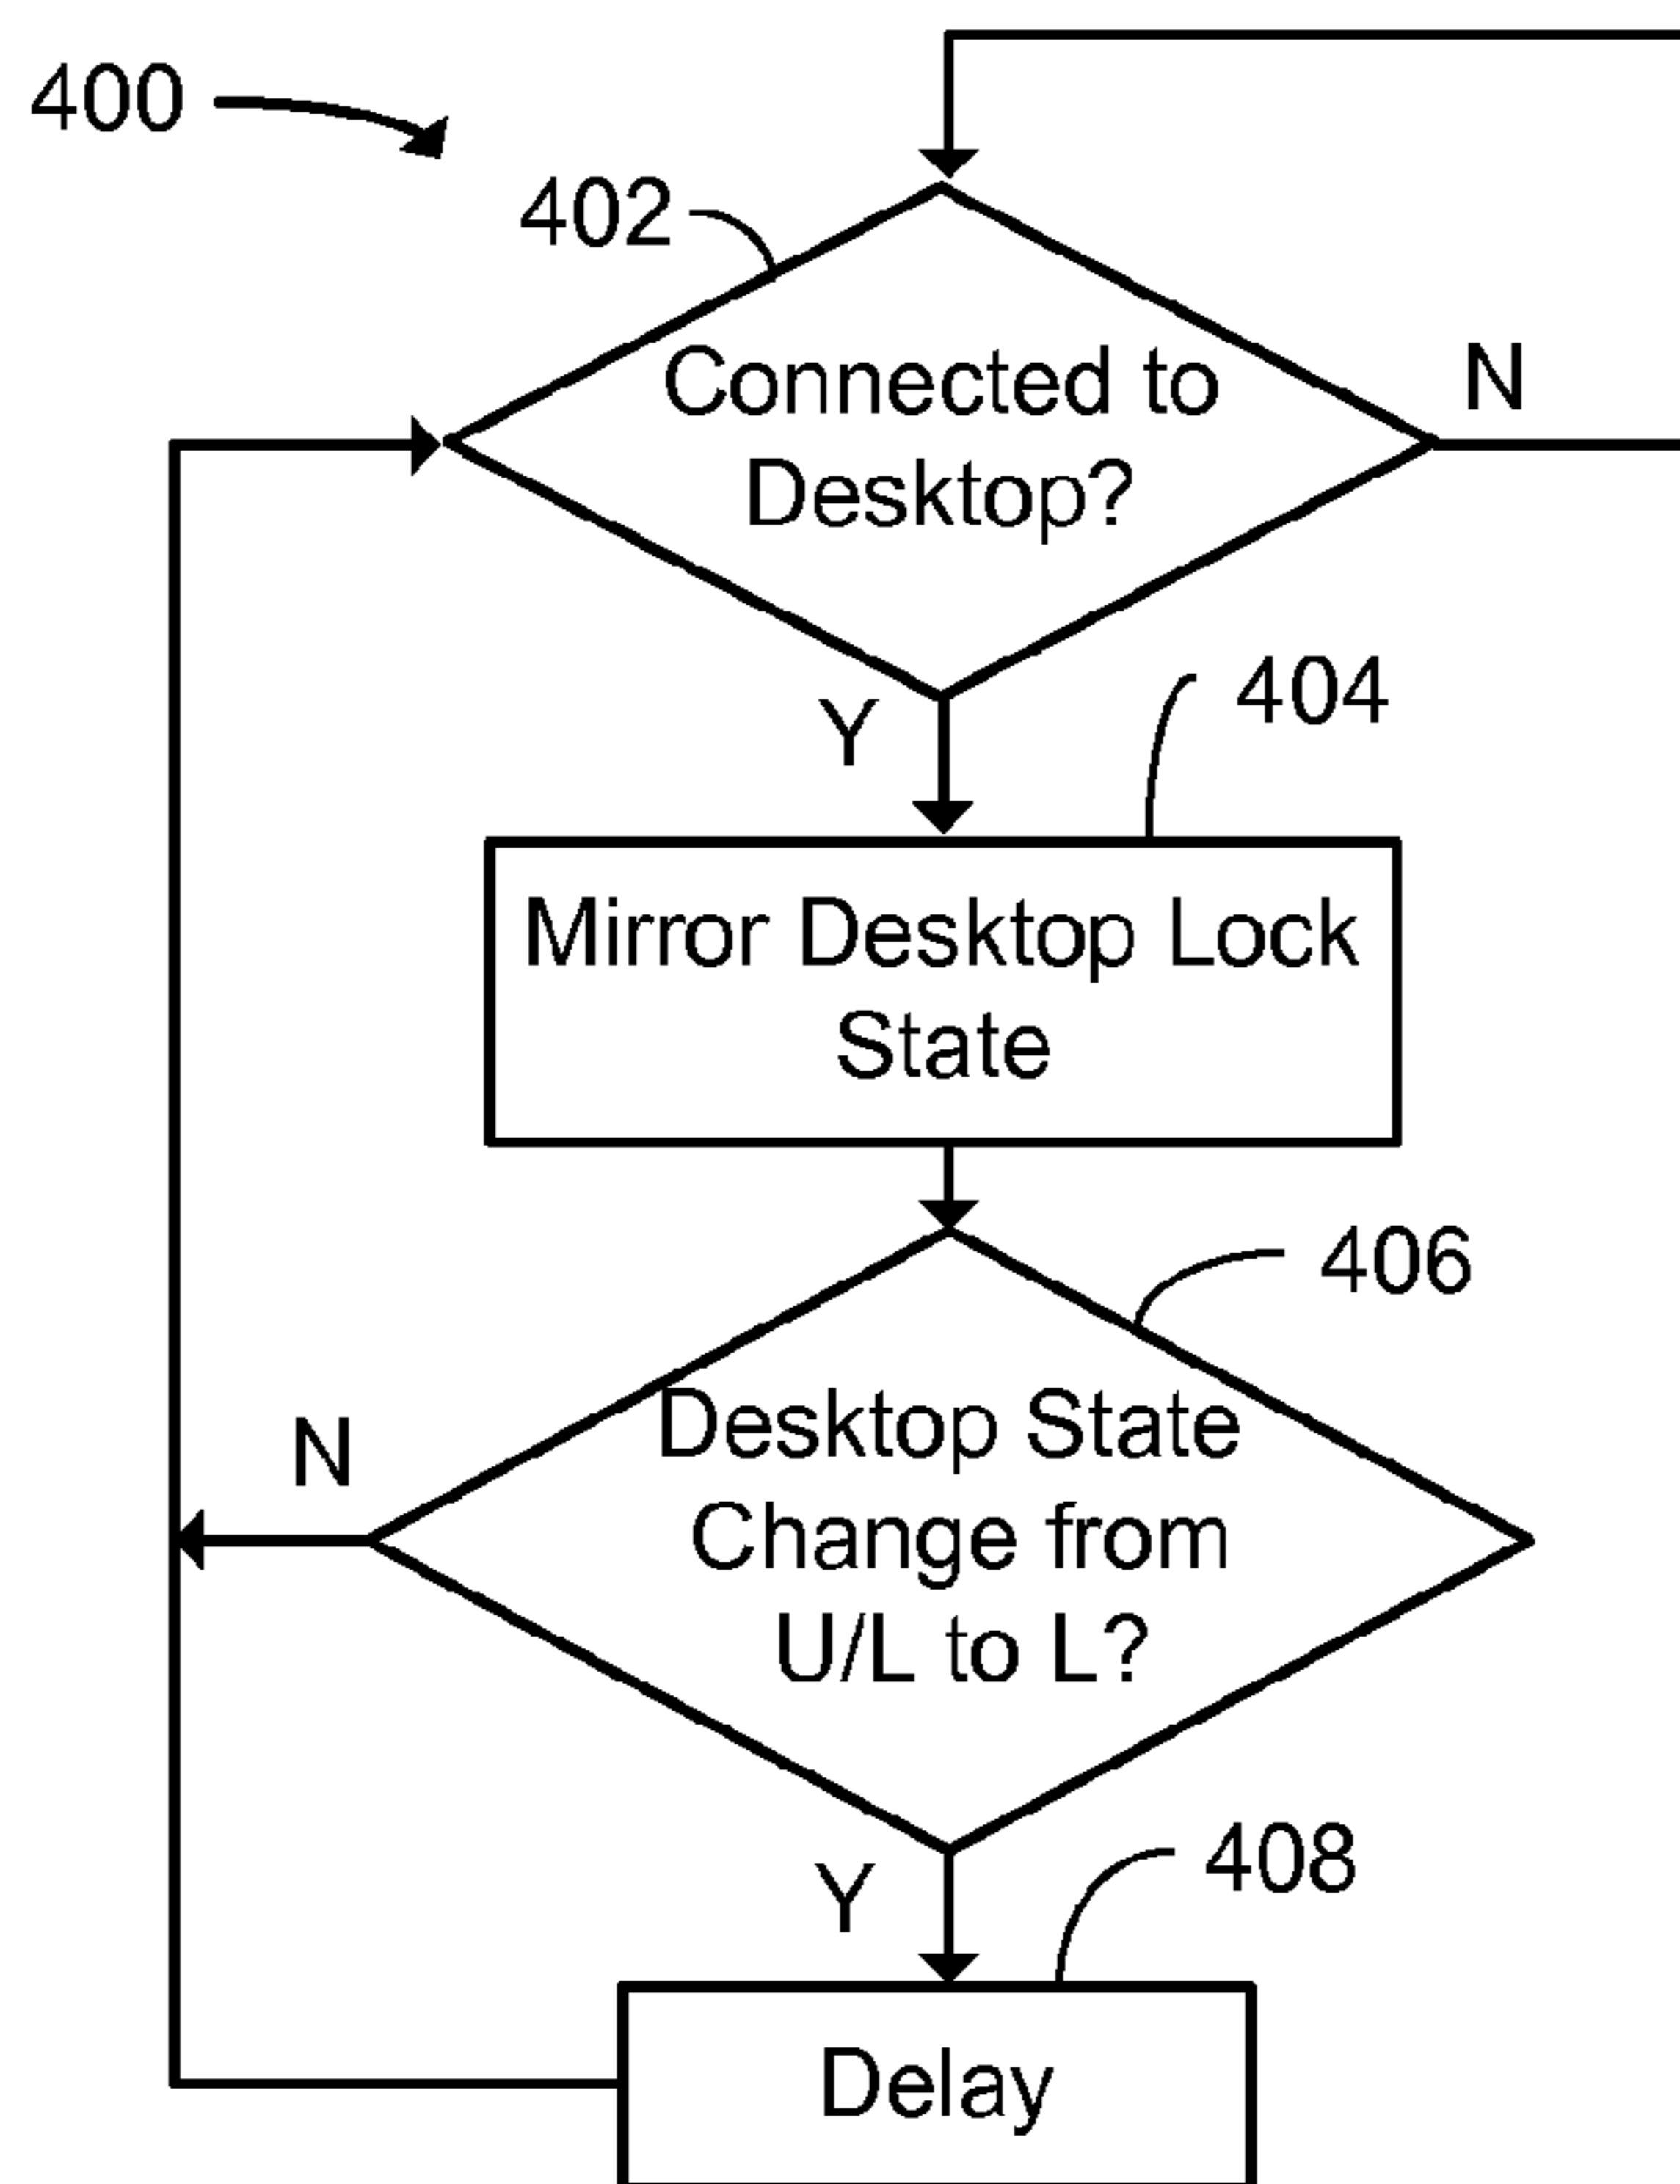 400
402
Connected to
Desktop?
N
Y
404
Mirror Desktop Lock
State
406
Desktop State
Change from
U/L to L?
N
Y
408
Delay